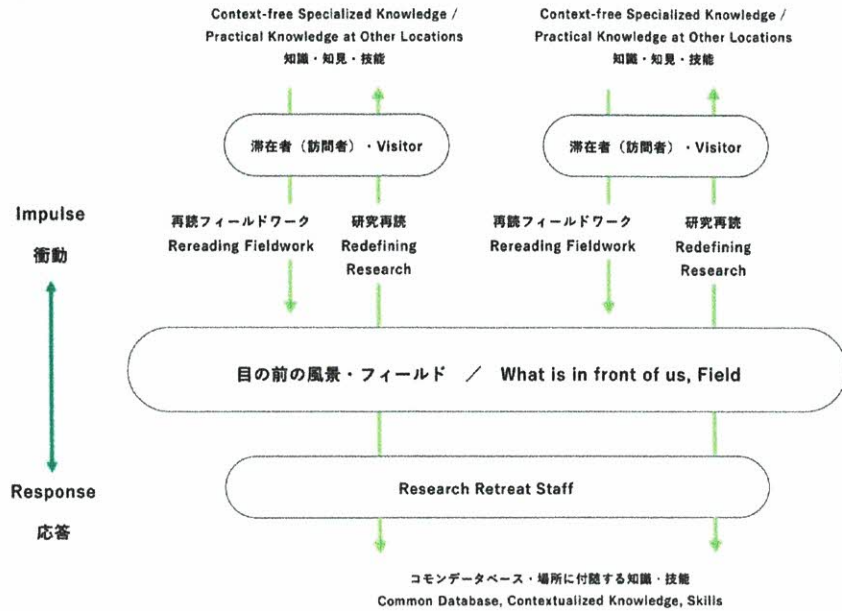 Context-free Specialized Knowledge /
Practical Knowledge at Other Locations
知識・知見・技能
Context-free Specialized Knowledge /
Practical Knowledge at Other Locations
知識・知見・技能
滞在者（訪問者）・Visitor
滞在者（訪問者）・Visitor
Impulse
衝動
再読フィールドワーク
Rereading Fieldwork
研究再読
Redefining
Research
再読フィールドワーク
Rereading Fieldwork
研究再読
Redefining
Research
目の前の風景・フィールド ／ What is in front of us, Field
Response
応答
Research Retreat Staff
コモンデータベース・場所に付随する知識・技能
Common Database, Contextualized Knowledge, Skills